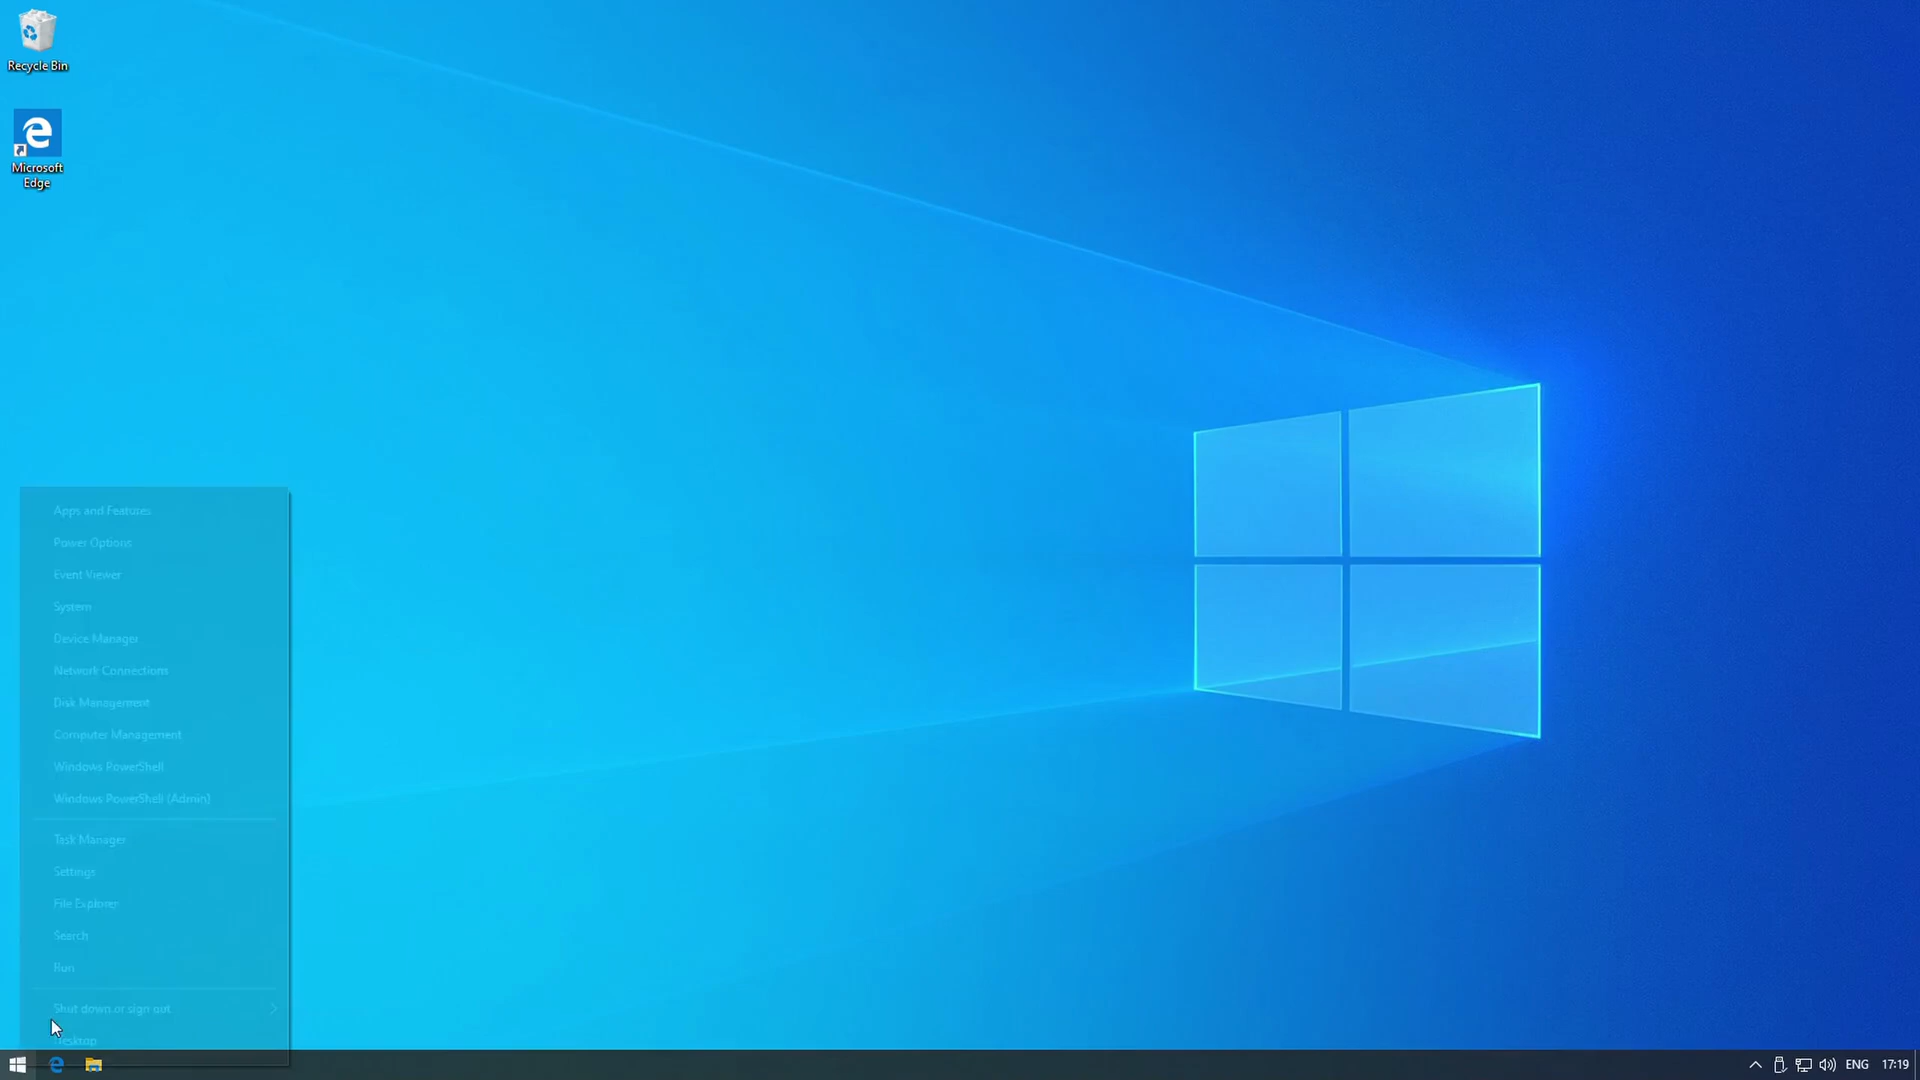 Recycle Bin
Microsoft
Edge
Apps and Features
Power Options
Event Viewer
System
Device Manager
Network Connections
Disk Management
Computer Management
Windows PowerShell
Windows PowerShell (Admin)
Task Manager
Settings
File Explorer
Search
Run
Shut down or sign out
Desktop
ENG 17:19